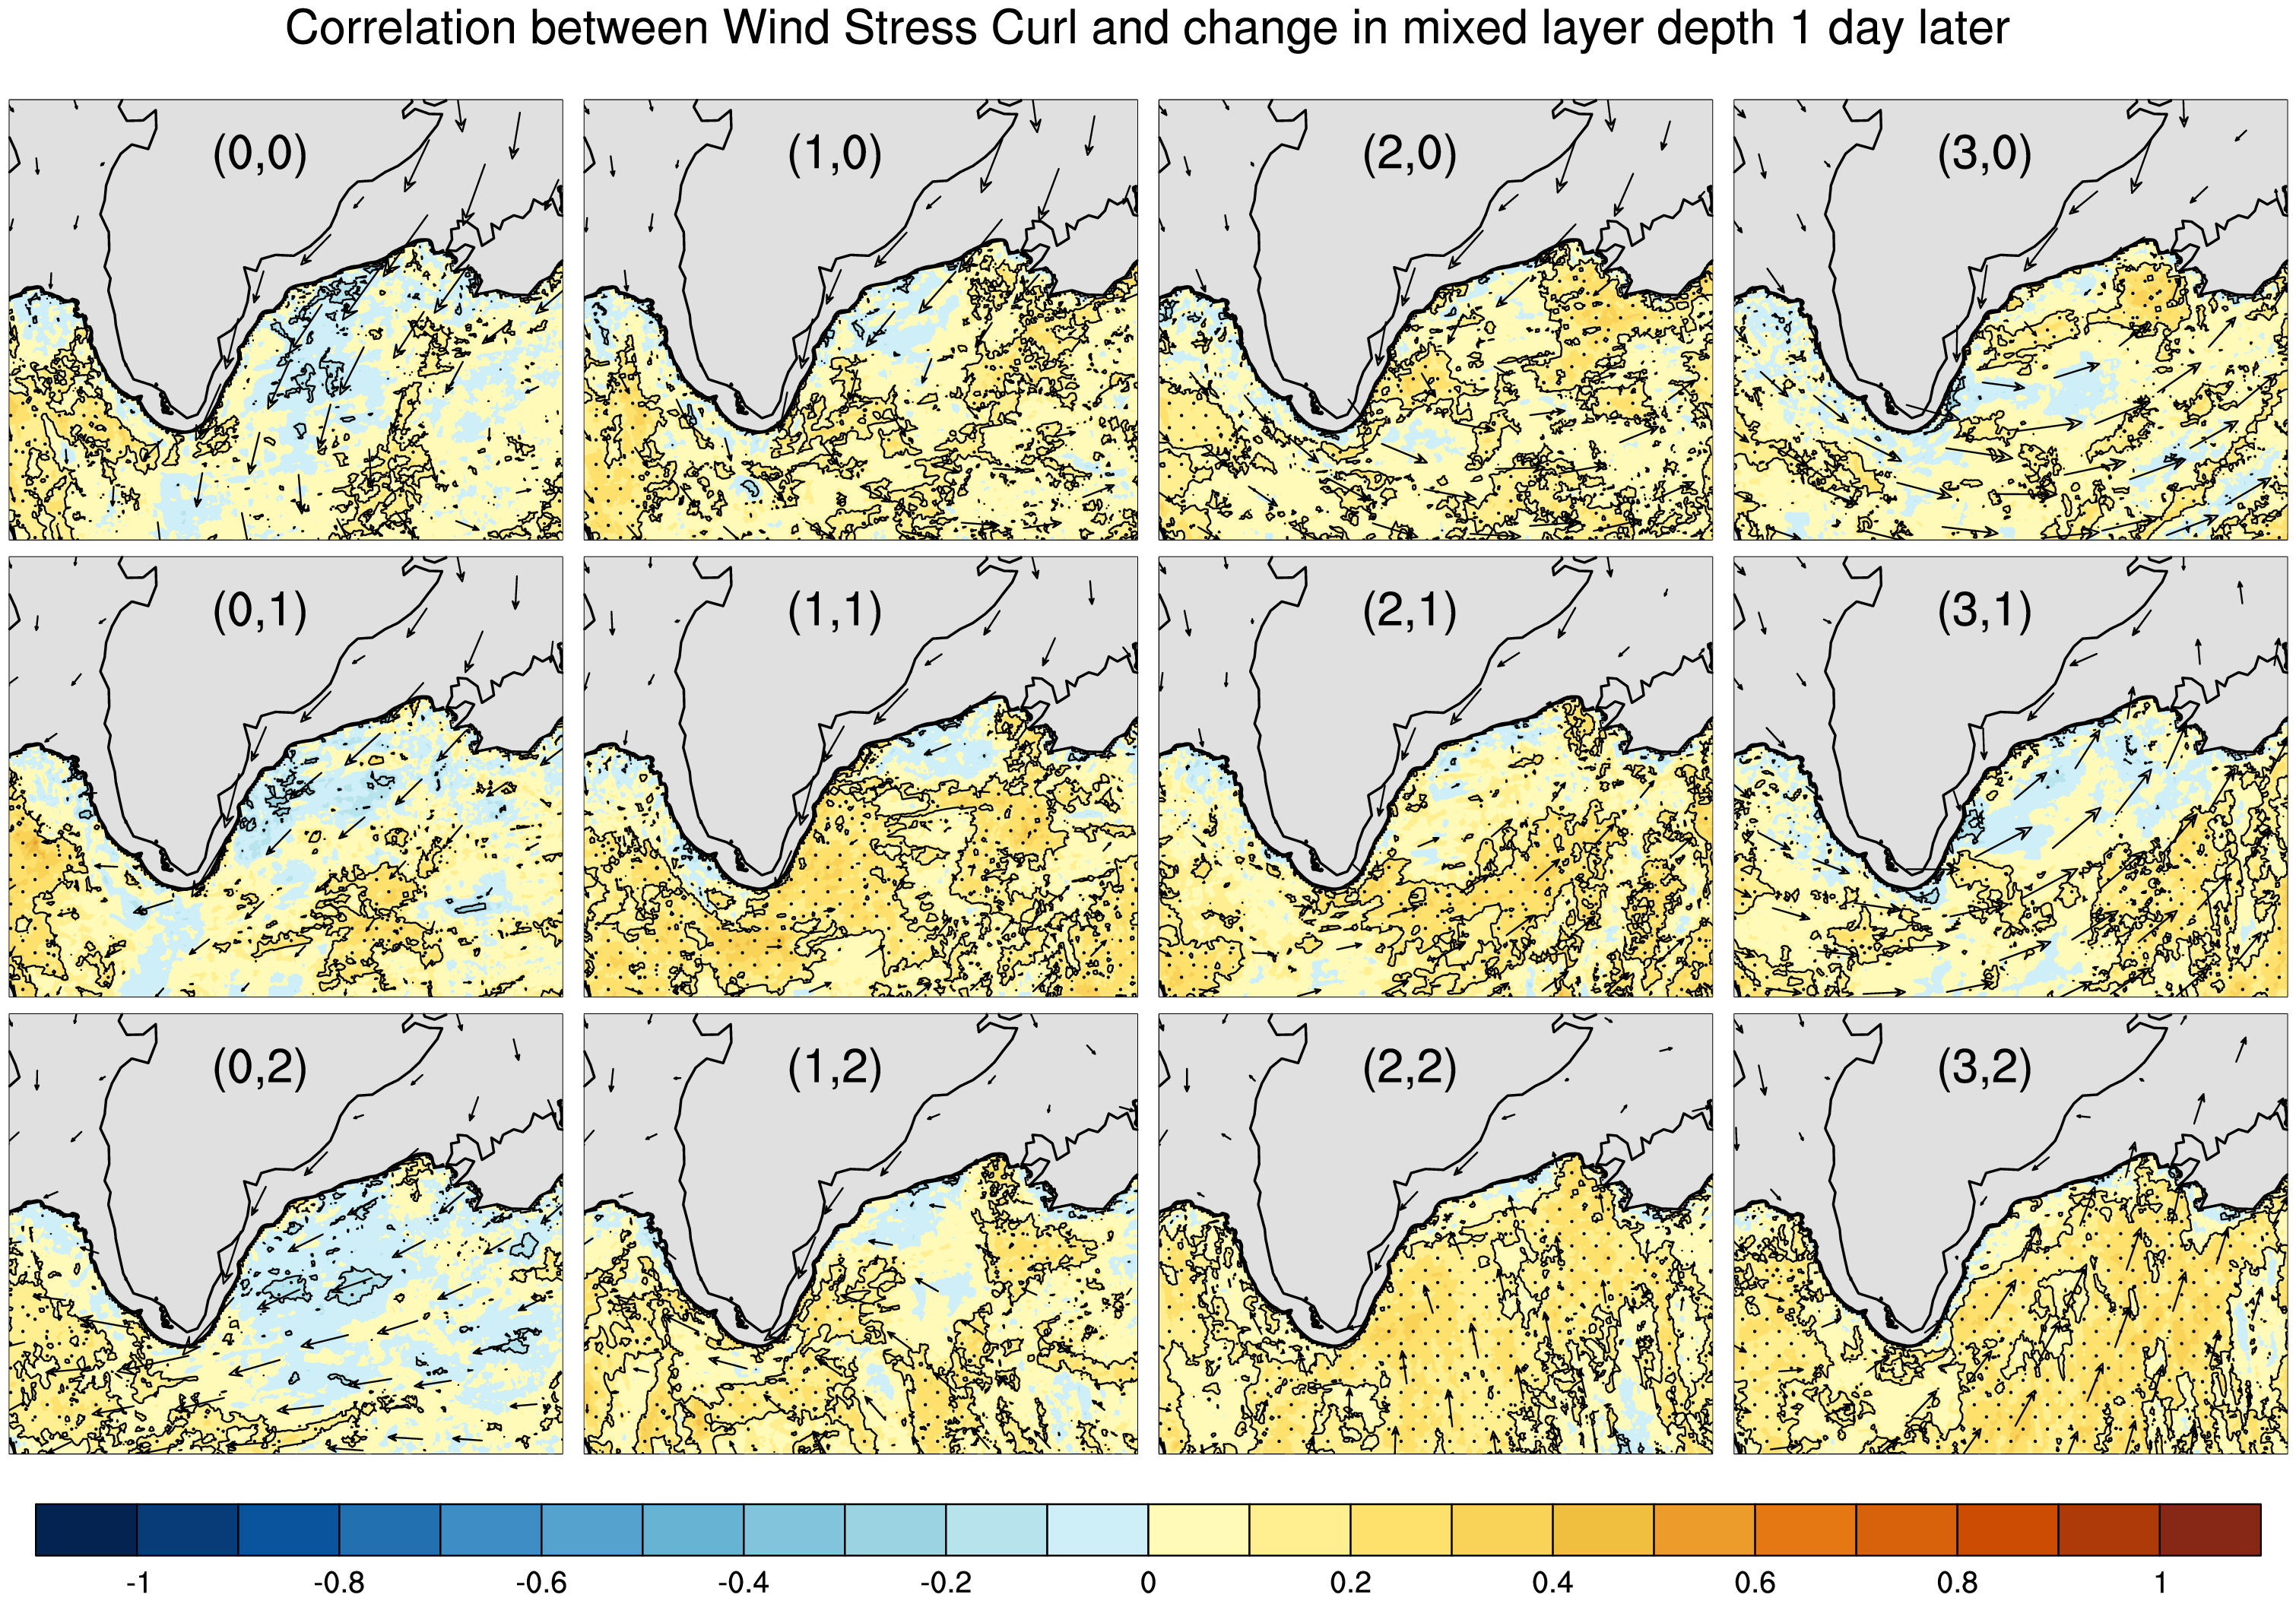 Correlation between Wind Stress Curl and change in mixed layer depth 1 day later
(0,0) (1,0) (2,0) (3,0)
(0,1) (1,1) (2,1) (3,1)
(0,2) (1,2) (2,2) (3,2)
-1 -0.8 -0.6 -0.4 -0.2 0 0.2 0.4 0.6 0.8 1